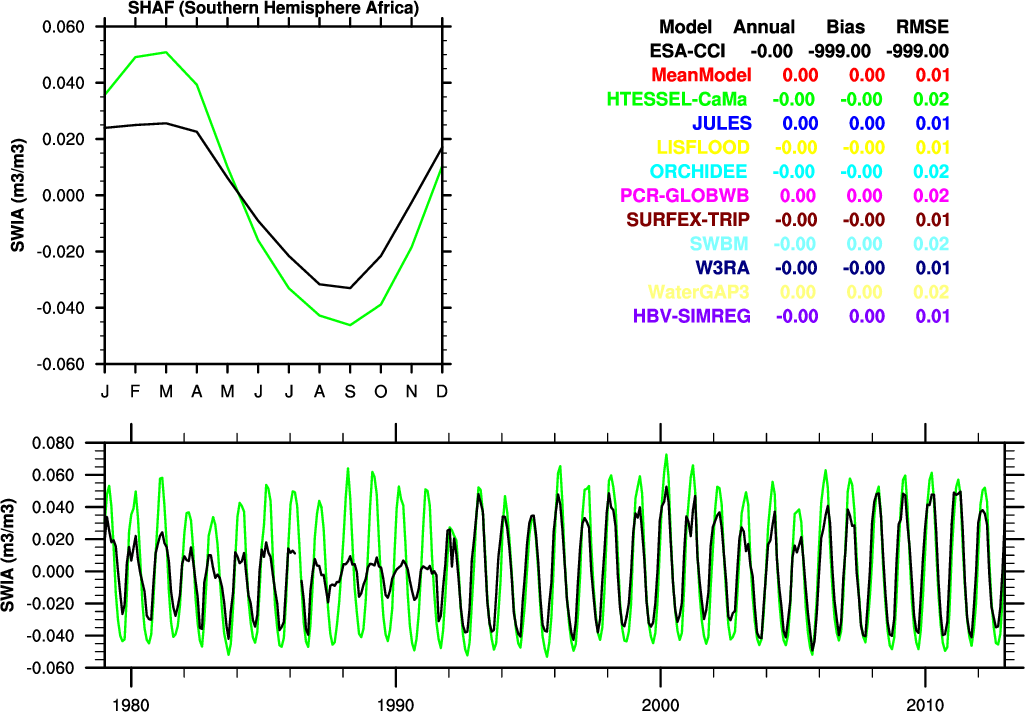 SHAF (Southern Hemisphere Africa)
0.060
0.040
0.020
0.000
-0.020
-0.040
-0.060
SWIA (m3/m3)
J F M A M J J A S O N D
Model Annual Bias RMSE
ESA-CCI -0.00 -999.00 -999.00
MeanModel 0.00 0.00 0.01
HTESSEL-CaMa -0.00 -0.00 0.02
JULES 0.00 0.00 0.01
LISFLOOD -0.00 -0.00 0.01
ORCHIDEE -0.00 -0.00 0.02
PCR-GLOBWB 0.00 0.00 0.02
SURFEX-TRIP -0.00 -0.00 0.01
SWBM -0.00 0.00 0.02
W3RA -0.00 -0.00 0.01
WaterGAP3 0.00 0.00 0.02
HBV-SIMREG -0.00 0.00 0.01
0.080
0.060
0.040
0.020
0.000
-0.020
-0.040
-0.060
SWIA (m3/m3)
1980 1990 2000 2010